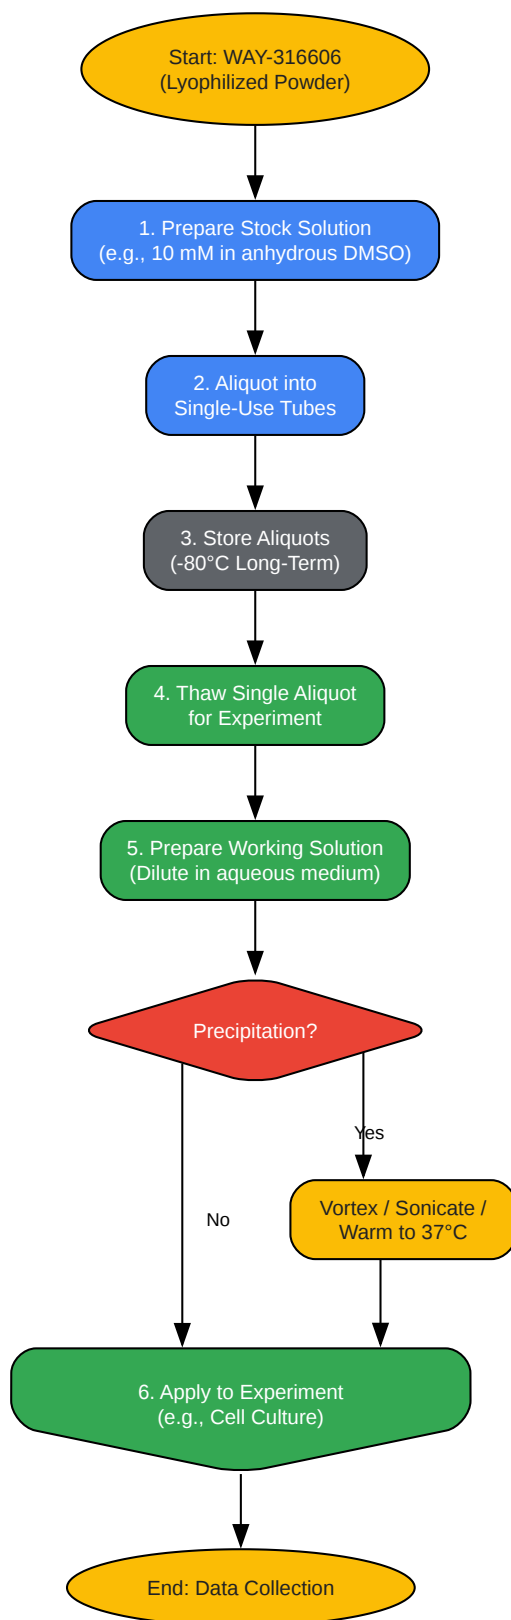 Start: WAY-316606
(Lyophilized Powder)
1. Prepare Stock Solution
(e.g., 10 mM in anhydrous DMSO)
2. Aliquot into
Single-Use Tubes
3. Store Aliquots
(-80°C Long-Term)
4. Thaw Single Aliquot
for Experiment
5. Prepare Working Solution
(Dilute in aqueous medium)
Precipitation?
Yes
No
Vortex / Sonicate /
Warm to 37°C
6. Apply to Experiment
(e.g., Cell Culture)
End: Data Collection